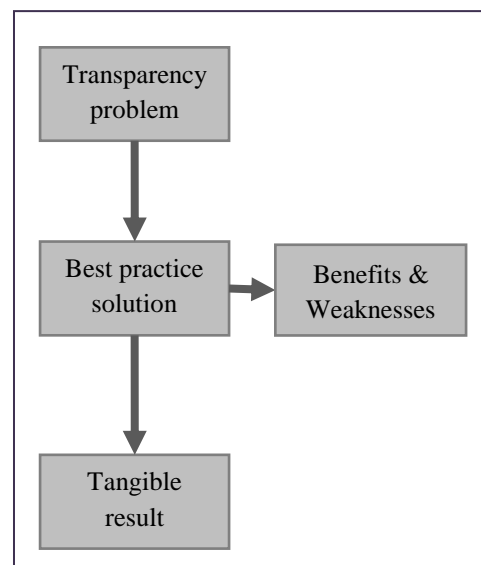 Transparency
problem
Best practice
solution
Benefits &
Weaknesses
Tangible
result